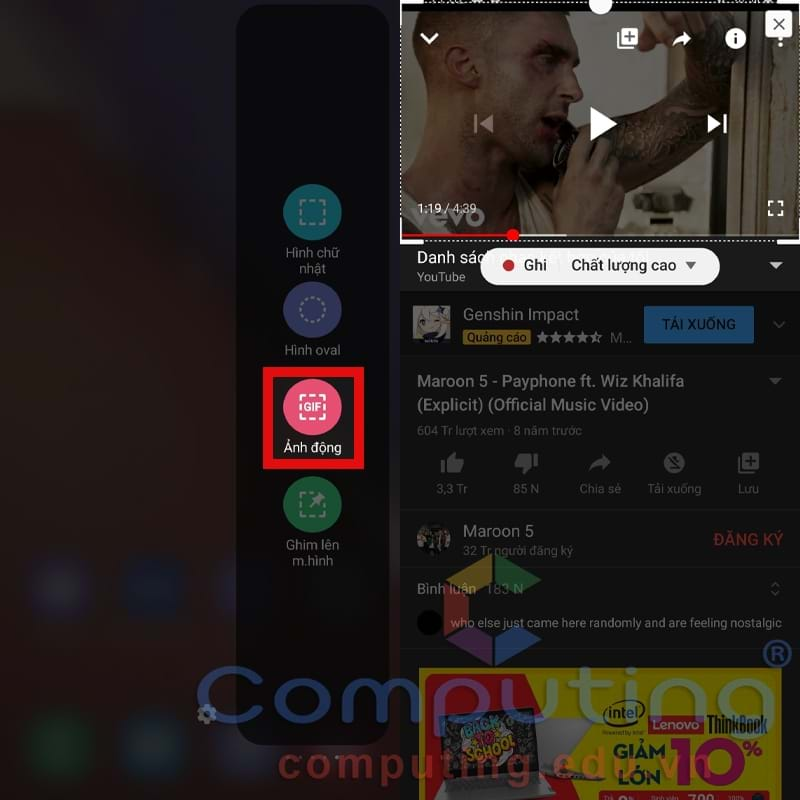 Hình chữ
nhật
Hình oval
GIF
Ảnh động
Ghim lên
m.hình
1:19 / 4:39
vevo
Danh sác
YouTube
Ghi Chất lượng cao
Genshin Impact
Quảng cáo M...
TẢI XUỐNG
Maroon 5 - Payphone ft. Wiz Khalifa
(Explicit) (Official Music Video)
604 Tr lượt xem · 8 năm trước
3,3 Tr 85 N Chia sẻ Tải xuống Lưu
Maroon 5
32 Tr người đăng ký
ĐĂNG KÝ
Bình luận 183 N
who else just came here randomly and are feeling nostalgic
Computing ®
computing.edu.vn
BACK TO
SCHOOL
intel
Lenovo ThinkBook
GIẢM
LỚN 10%